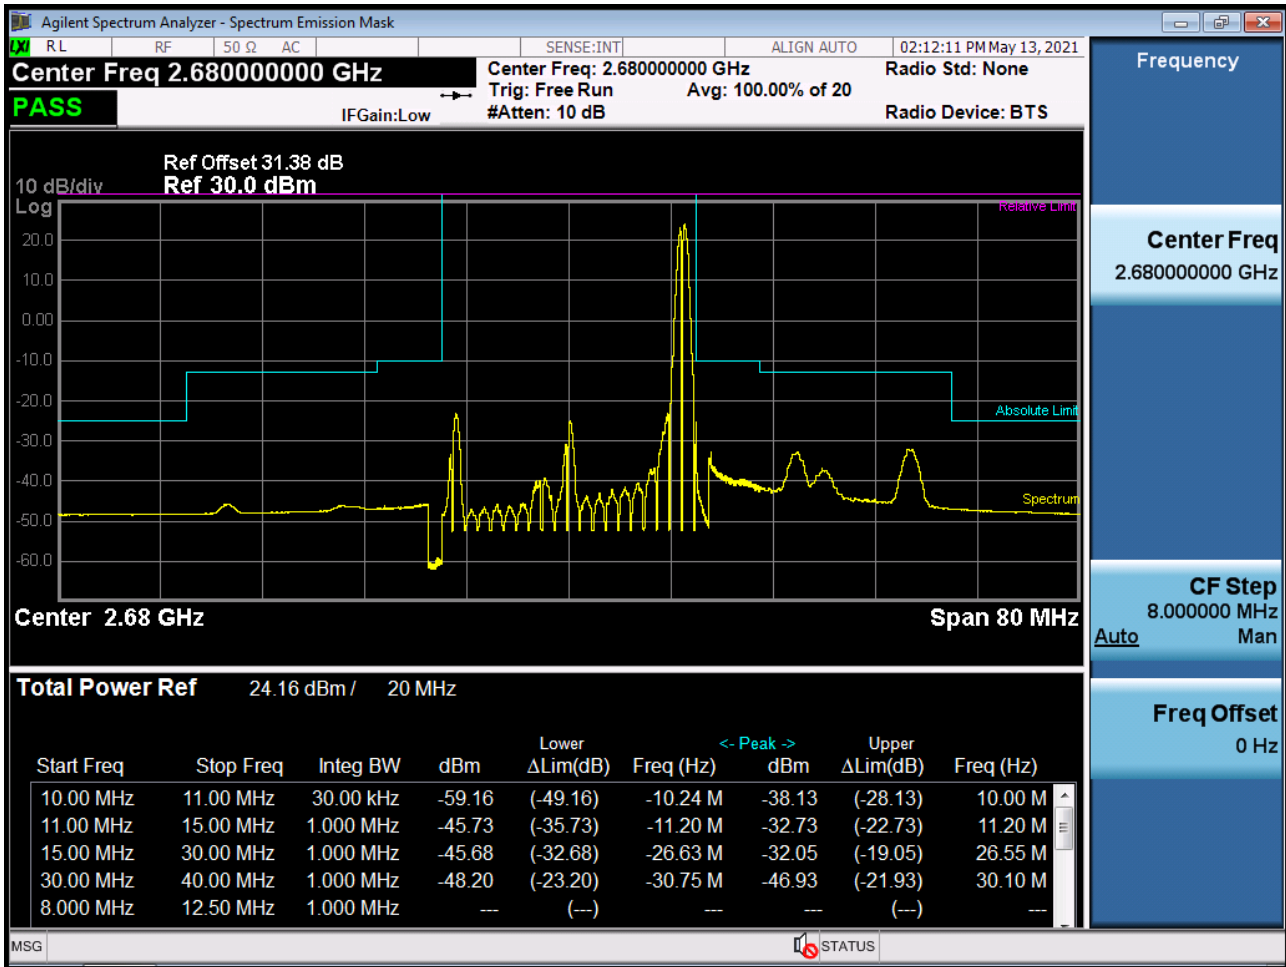 Agilent Spectrum Analyzer - Spectrum Emission Mask
LXI RL RF 50 Ω AC SENSE:INT ALIGN AUTO 02:12:11 PM May 13, 2021
Center Freq 2.680000000 GHz
PASS
IFGain:Low
Center Freq: 2.680000000 GHz
Trig: Free Run Avg: 100.00% of 20
#Atten: 10 dB
Radio Std: None
Radio Device: BTS
Ref Offset 31.38 dB
10 dB/div Ref 30.0 dBm
Log
Relative Limit
20.0
10.0
0.00
-10.0
-20.0
Absolute Limit
-30.0
-40.0
Spectrum
-50.0
-60.0
Center 2.68 GHz Span 80 MHz
Total Power Ref 24.16 dBm / 20 MHz
Lower <- Peak -> Upper
Start Freq Stop Freq Integ BW dBm ΔLim(dB) Freq (Hz) dBm ΔLim(dB) Freq (Hz)
10.00 MHz 11.00 MHz 30.00 kHz -59.16 (-49.16) -10.24 M -38.13 (-28.13) 10.00 M
11.00 MHz 15.00 MHz 1.000 MHz -45.73 (-35.73) -11.20 M -32.73 (-22.73) 11.20 M
15.00 MHz 30.00 MHz 1.000 MHz -45.68 (-32.68) -26.63 M -32.05 (-19.05) 26.55 M
30.00 MHz 40.00 MHz 1.000 MHz -48.20 (-23.20) -30.75 M -46.93 (-21.93) 30.10 M
8.000 MHz 12.50 MHz 1.000 MHz --- (---) --- --- (---) ---
MSG STATUS
Frequency
Center Freq
2.680000000 GHz
CF Step
8.000000 MHz
Auto Man
Freq Offset
0 Hz